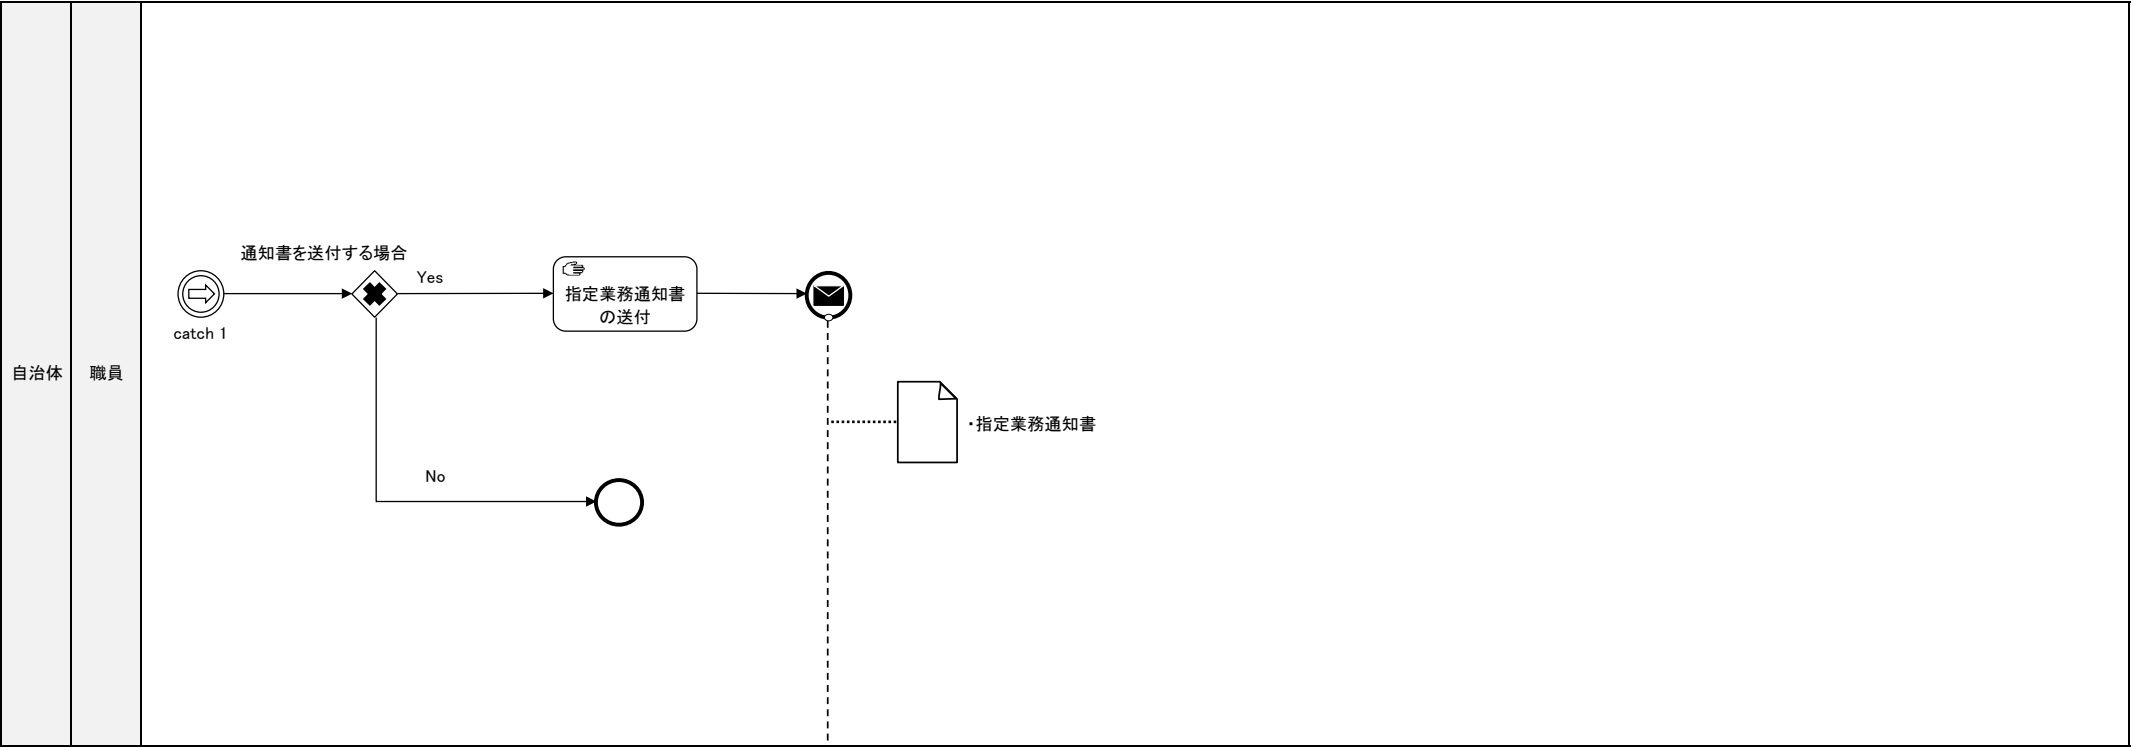 自治体
職員
通知書を送付する場合
Yes
catch 1
指定業務通知書
の送付
・指定業務通知書
No